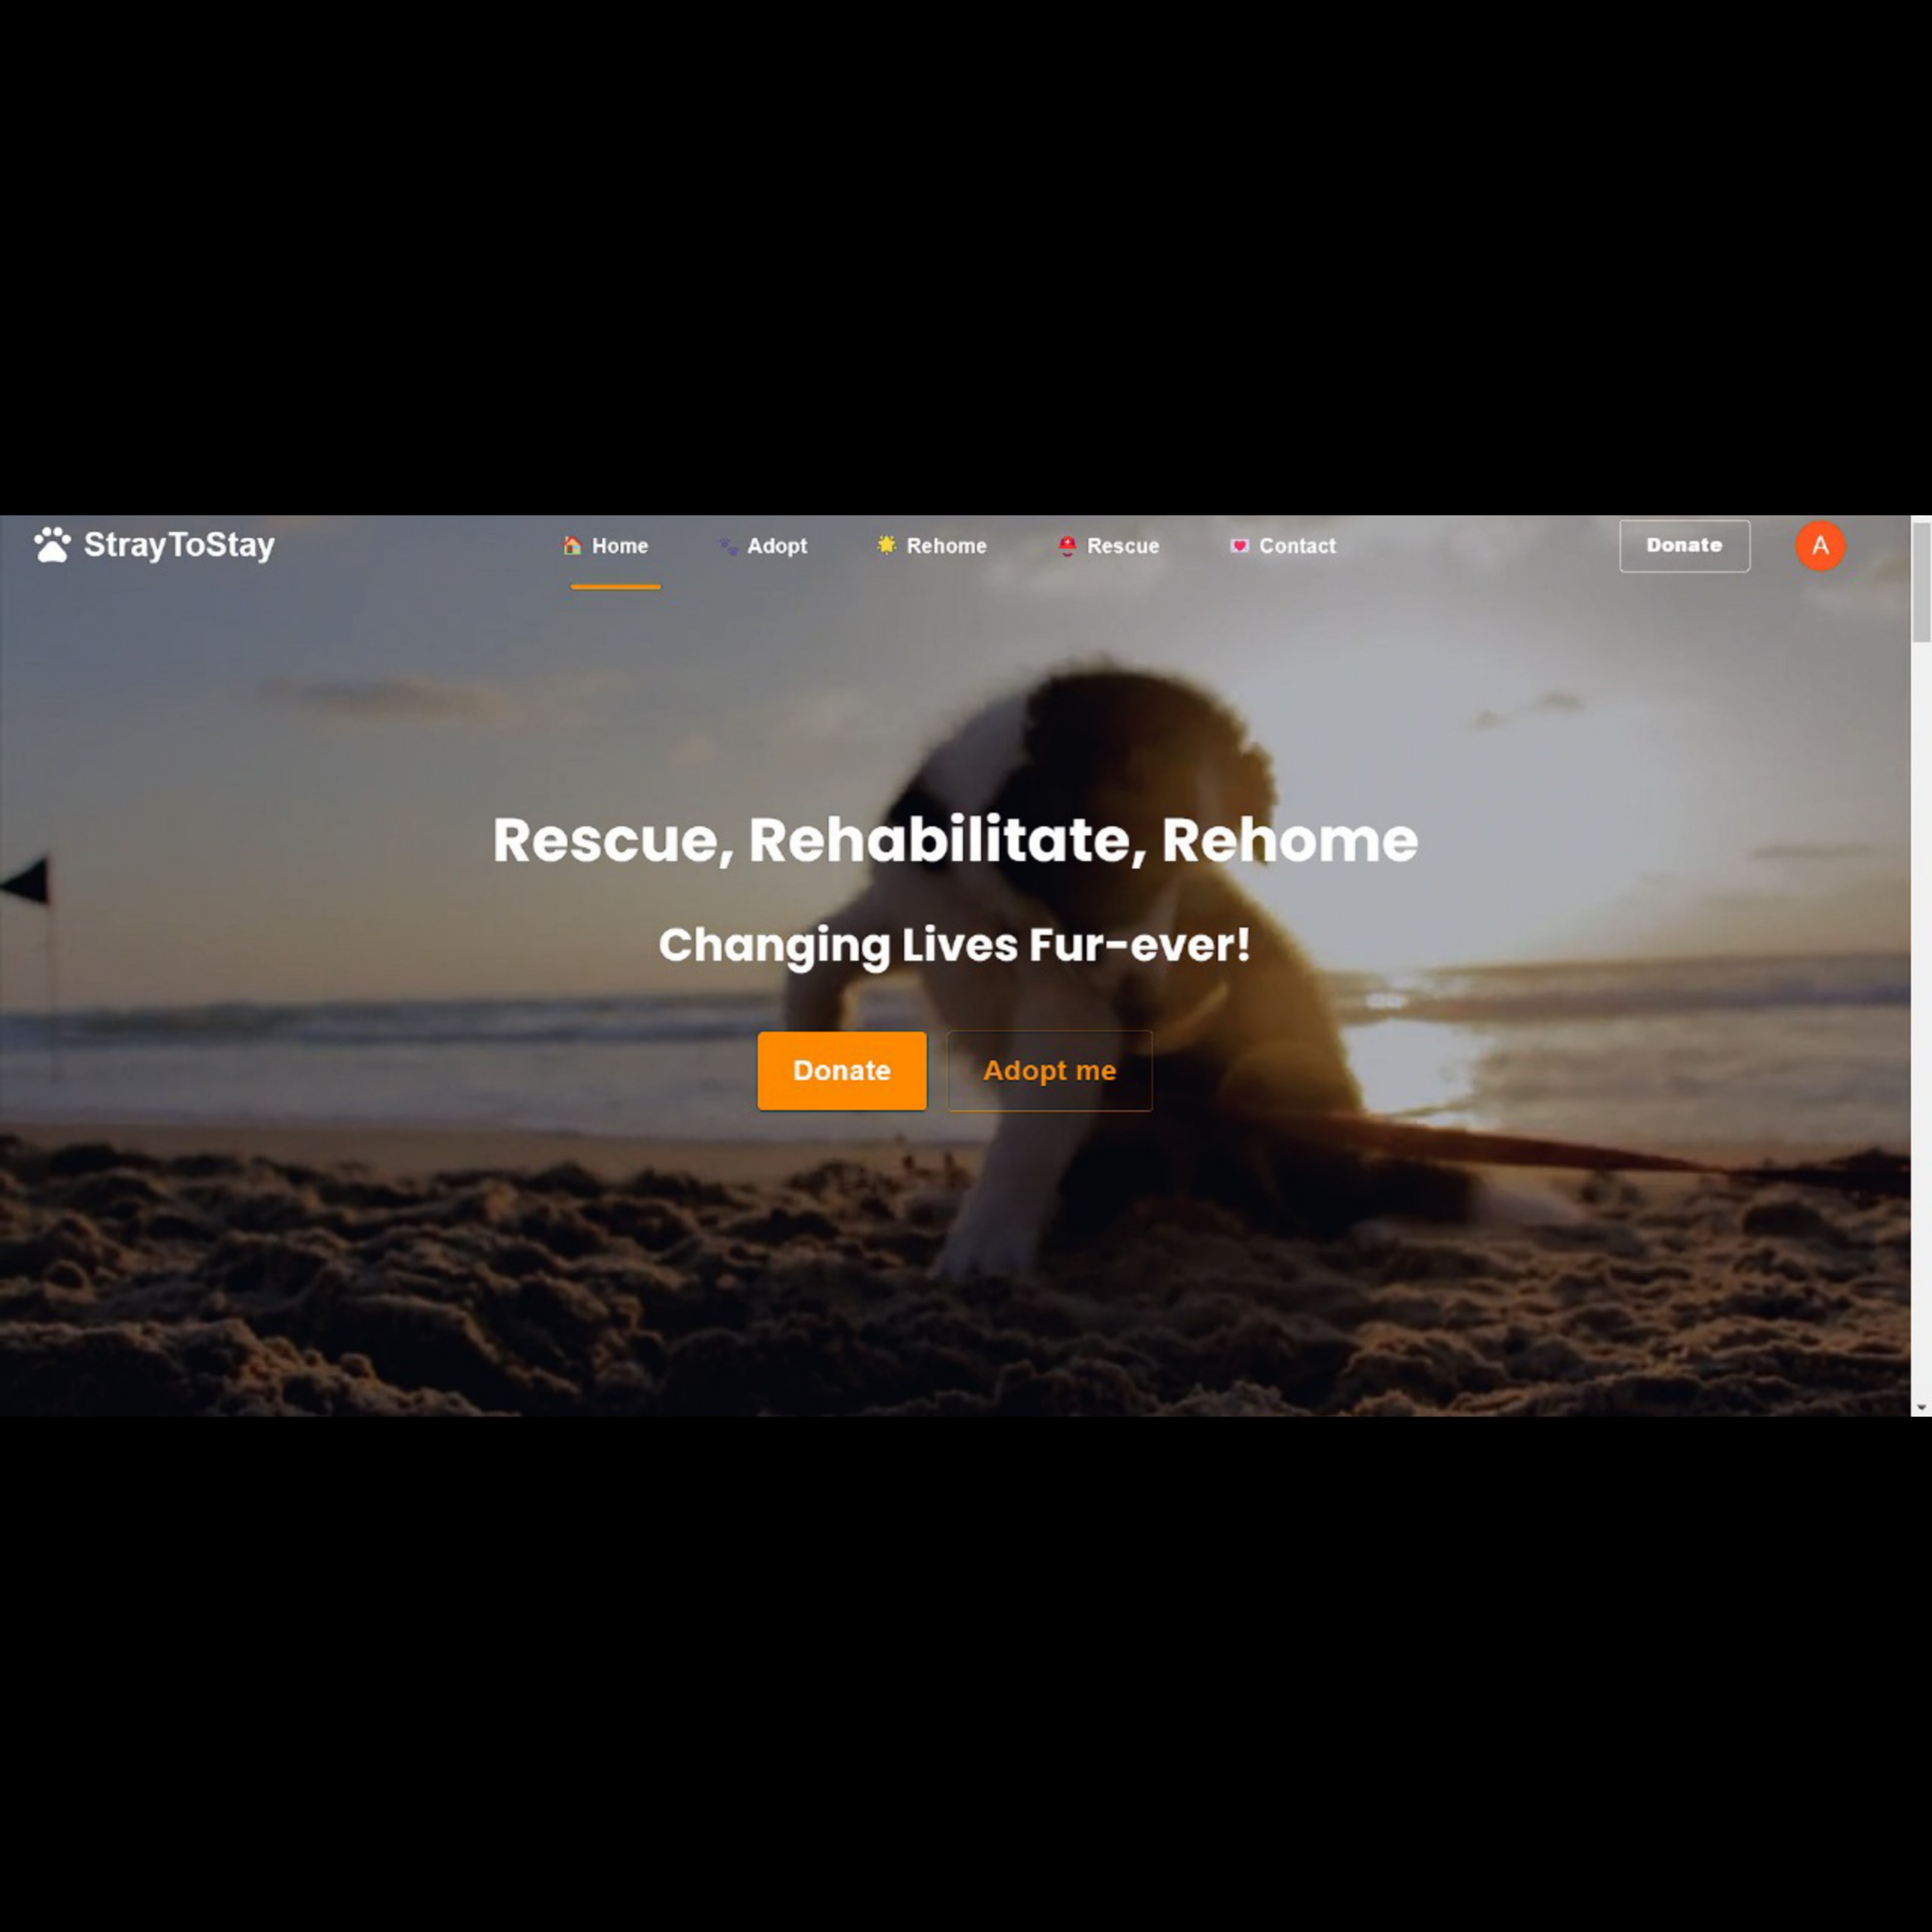 StrayToStay
Home Adopt Rehome Rescue Contact
Donate A
Rescue, Rehabilitate, Rehome
Changing Lives Fur-ever!
Donate Adopt me